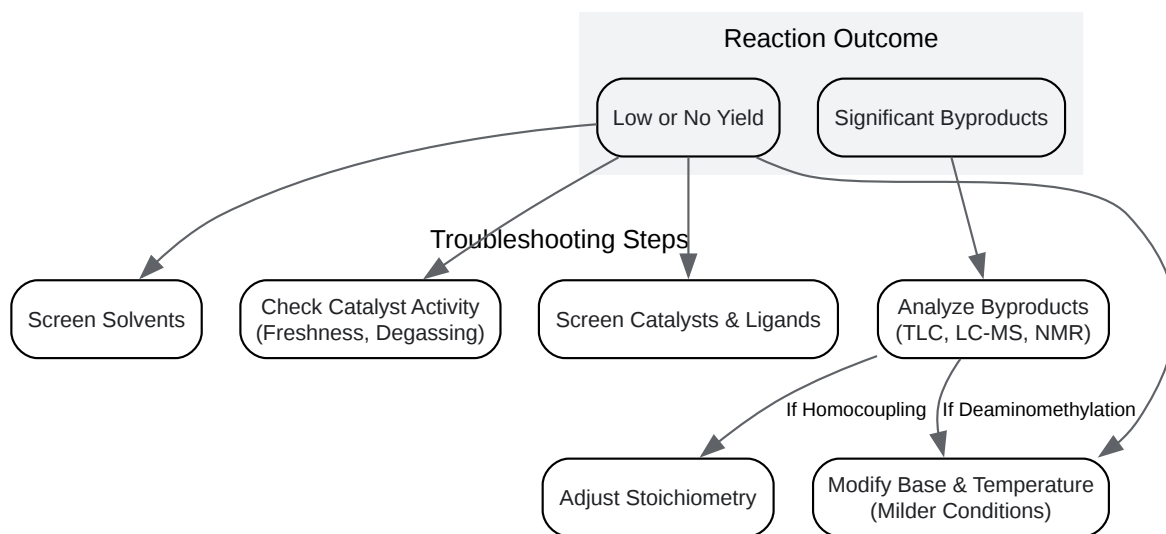 Reaction Outcome
Low or No Yield
Significant Byproducts
Troubleshooting Steps
Screen Solvents
Check Catalyst Activity
(Freshness, Degassing)
Screen Catalysts & Ligands
Analyze Byproducts
(TLC, LC-MS, NMR)
If Homocoupling
If Deaminomethylation
Adjust Stoichiometry
Modify Base & Temperature
(Milder Conditions)